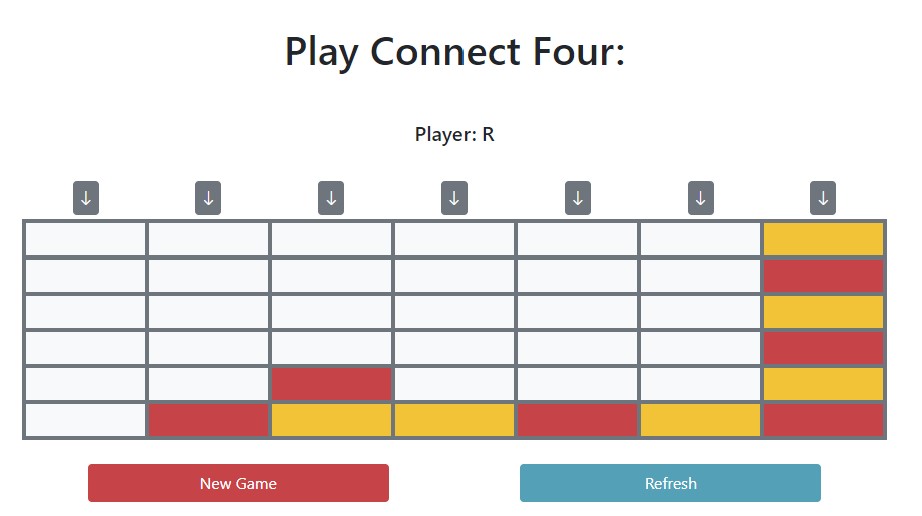 Play Connect Four:
Player: R
↓ ↓ ↓ ↓ ↓ ↓ ↓
New Game Refresh